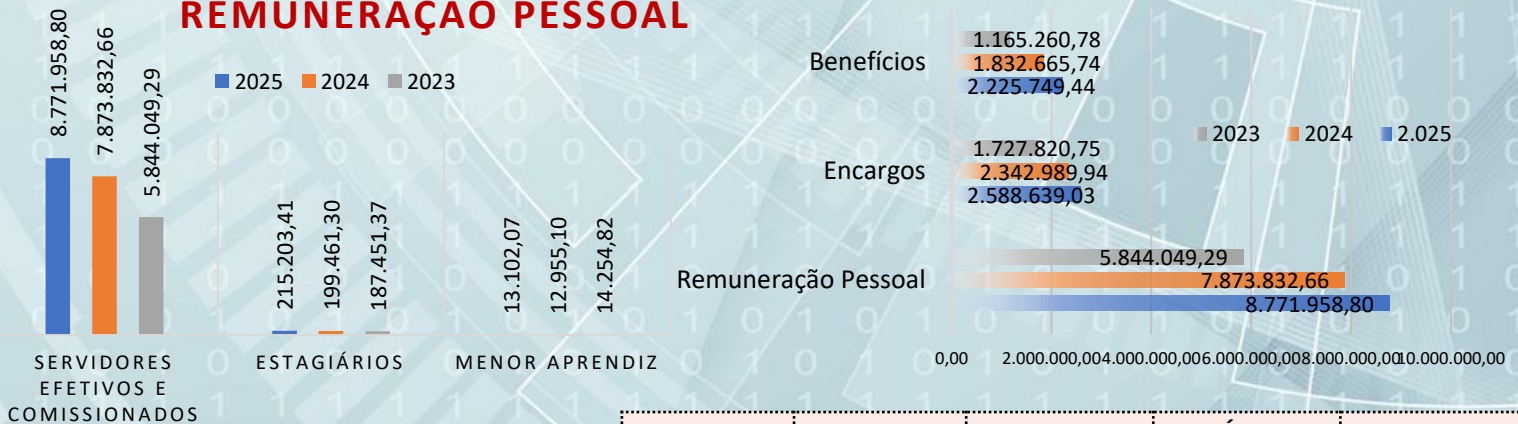 REMUNERAÇÃO PESSOAL
2025 2024 2023
8.771.958,80
7.873.832,66
5.844.049,29
215.203,41
199.461,30
187.451,37
13.102,07
12.955,10
14.254,82
SERVIDORES
EFETIVOS E
COMISSIONADOS
ESTAGIÁRIOS
MENOR APRENDIZ
Benefícios
1.165.260,78
1.832.665,74
2.225.749,44
2023 2024 2.025
Encargos
1.727.820,75
2.342.989,94
2.588.639,03
Remuneração Pessoal
5.844.049,29
7.873.832,66
8.771.958,80
0,00 2.000.000,00 4.000.000,00 6.000.000,00 8.000.000,00 10.000.000,00